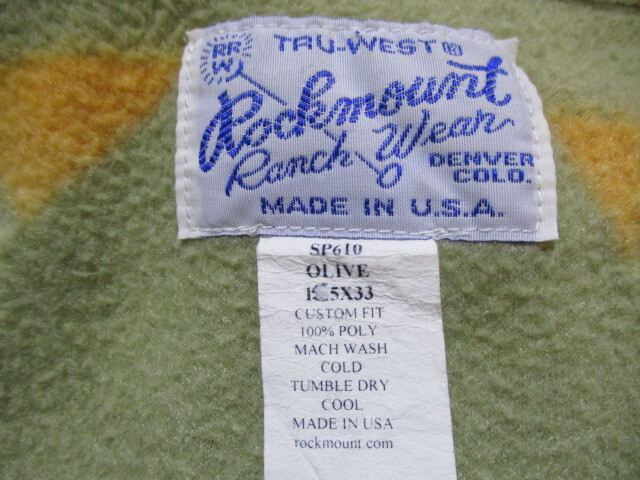 TRU-WEST®
RR
W
Rockmount
Ranch Wear
DENVER
COLO.
MADE IN U.S.A.
SP610
OLIVE
CUSTOM FIT
100% POLY
MACH WASH
COLD
TUMBLE DRY
COOL
MADE IN USA
rockmount com